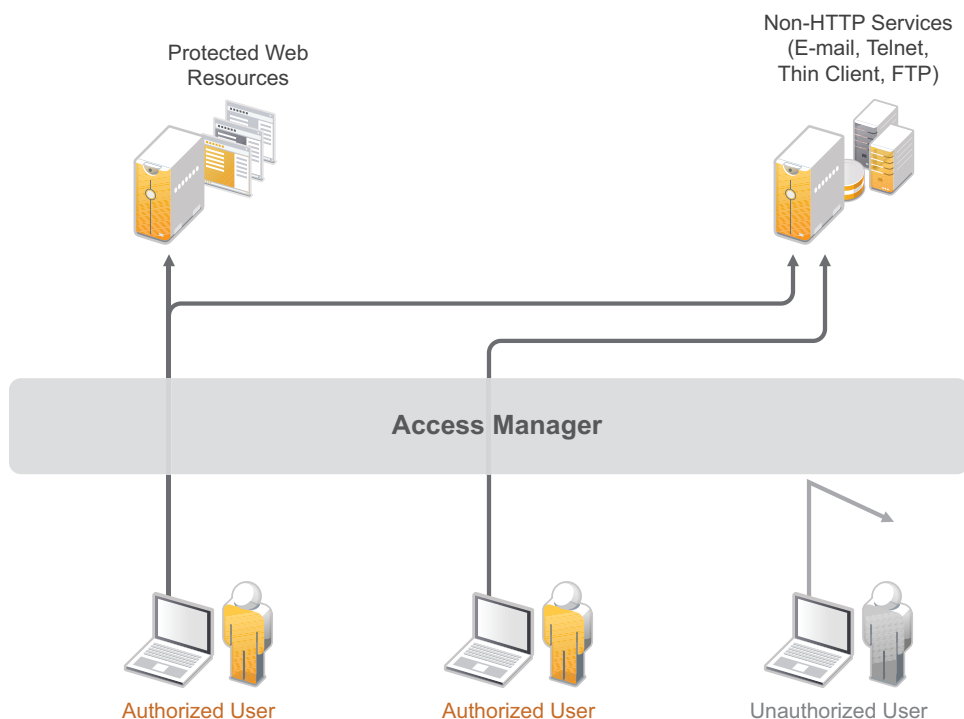 Protected Web
Resources
Non-HTTP Services
(E-mail, Telnet,
Thin Client, FTP)
Access Manager
Authorized User
Authorized User
Unauthorized User